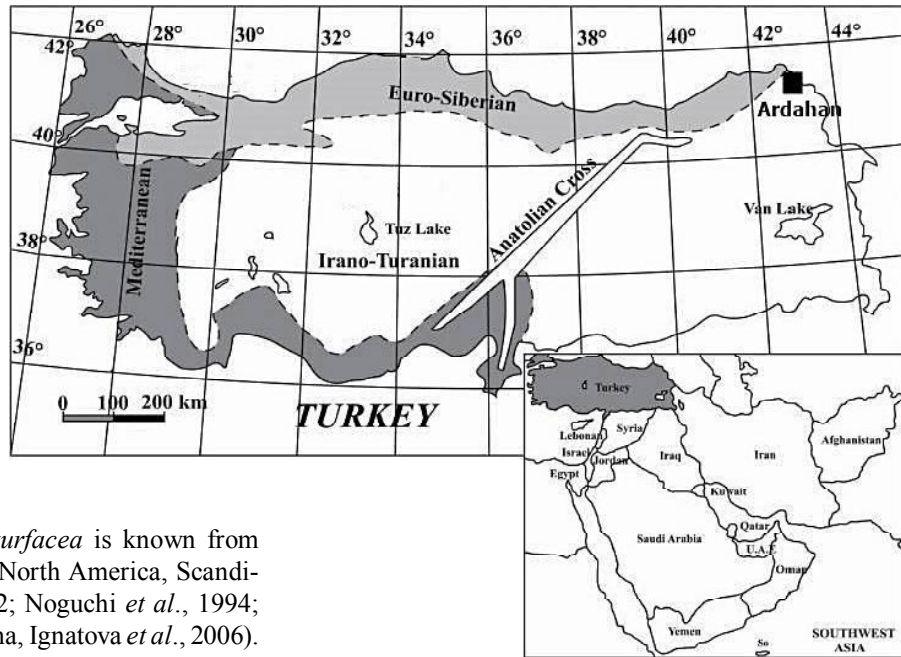 26° 28° 30° 32° 34° 36° 38° 40° 42° 44°
42°
Euro-Siberian
Ardahan
40°
Mediterranean
Anatolian Cross
Van Lake
Tuz Lake
38°
Irano-Turanian
36°
0 100 200 km
TURKEY
Turkey
Lebonan
Syria
Israel
Jordan
Iraq
Iran
Afghanistan
Egypt
Kuwait
Qatar
Saudi Arabia
U.A.E
Oman
Yemen
So
SOUTHWEST
ASIA
urfacea is known from
North America, Scandi-
2; Noguchi et al., 1994;
na, Ignatova et al., 2006).